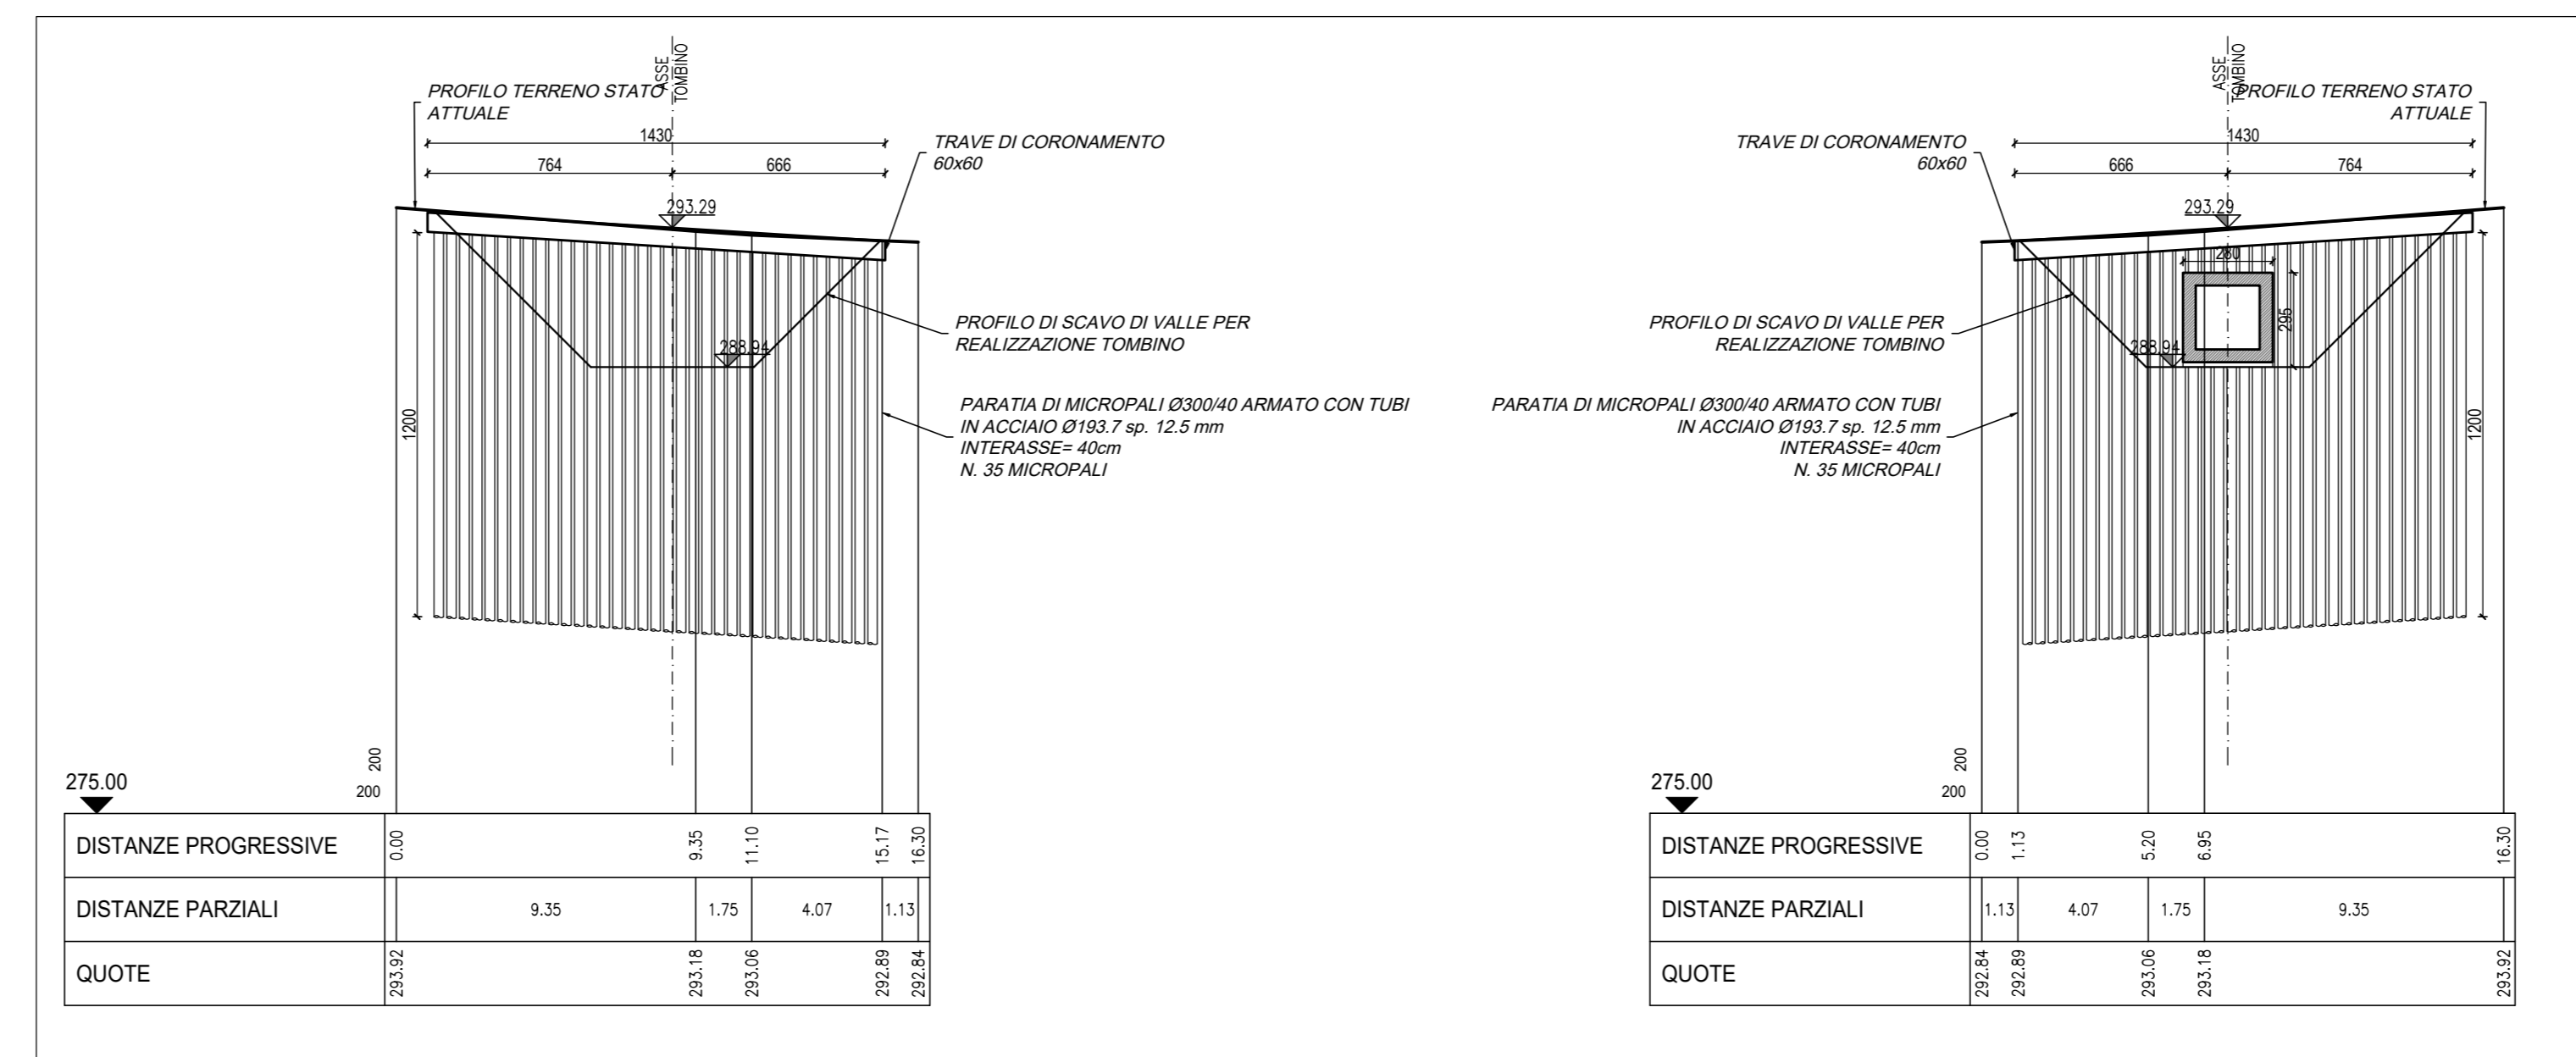 ASSE
TOMBINO
PROFILO TERRENO STATO
ATTUALE
1430
764
666
TRAVE DI CORONAMENTO
60x60
293.29
PROFILO DI SCAVO DI VALLE PER
REALIZZAZIONE TOMBINO
288.94
1200
PARATIA DI MICROPALI Ø300/40 ARMATO CON TUBI
IN ACCIAIO Ø193.7 sp. 12.5 mm
INTERASSE= 40cm
N. 35 MICROPALI
200
200
275.00
DISTANZE PROGRESSIVE 0.00 9.35 11.10 15.17 16.30
DISTANZE PARZIALI 9.35 1.75 4.07 1.13
QUOTE 293.92 293.18 293.06 292.89 292.84
ASSE
TOMBINO
PROFILO TERRENO STATO
ATTUALE
TRAVE DI CORONAMENTO
60x60
1430
666
764
293.29
280
295
PROFILO DI SCAVO DI VALLE PER
REALIZZAZIONE TOMBINO
288.94
PARATIA DI MICROPALI Ø300/40 ARMATO CON TUBI
IN ACCIAIO Ø193.7 sp. 12.5 mm
INTERASSE= 40cm
N. 35 MICROPALI
1200
200
200
275.00
DISTANZE PROGRESSIVE 0.00 1.13 5.20 6.95 16.30
DISTANZE PARZIALI 1.13 4.07 1.75 9.35
QUOTE 292.84 292.89 293.06 293.18 293.92